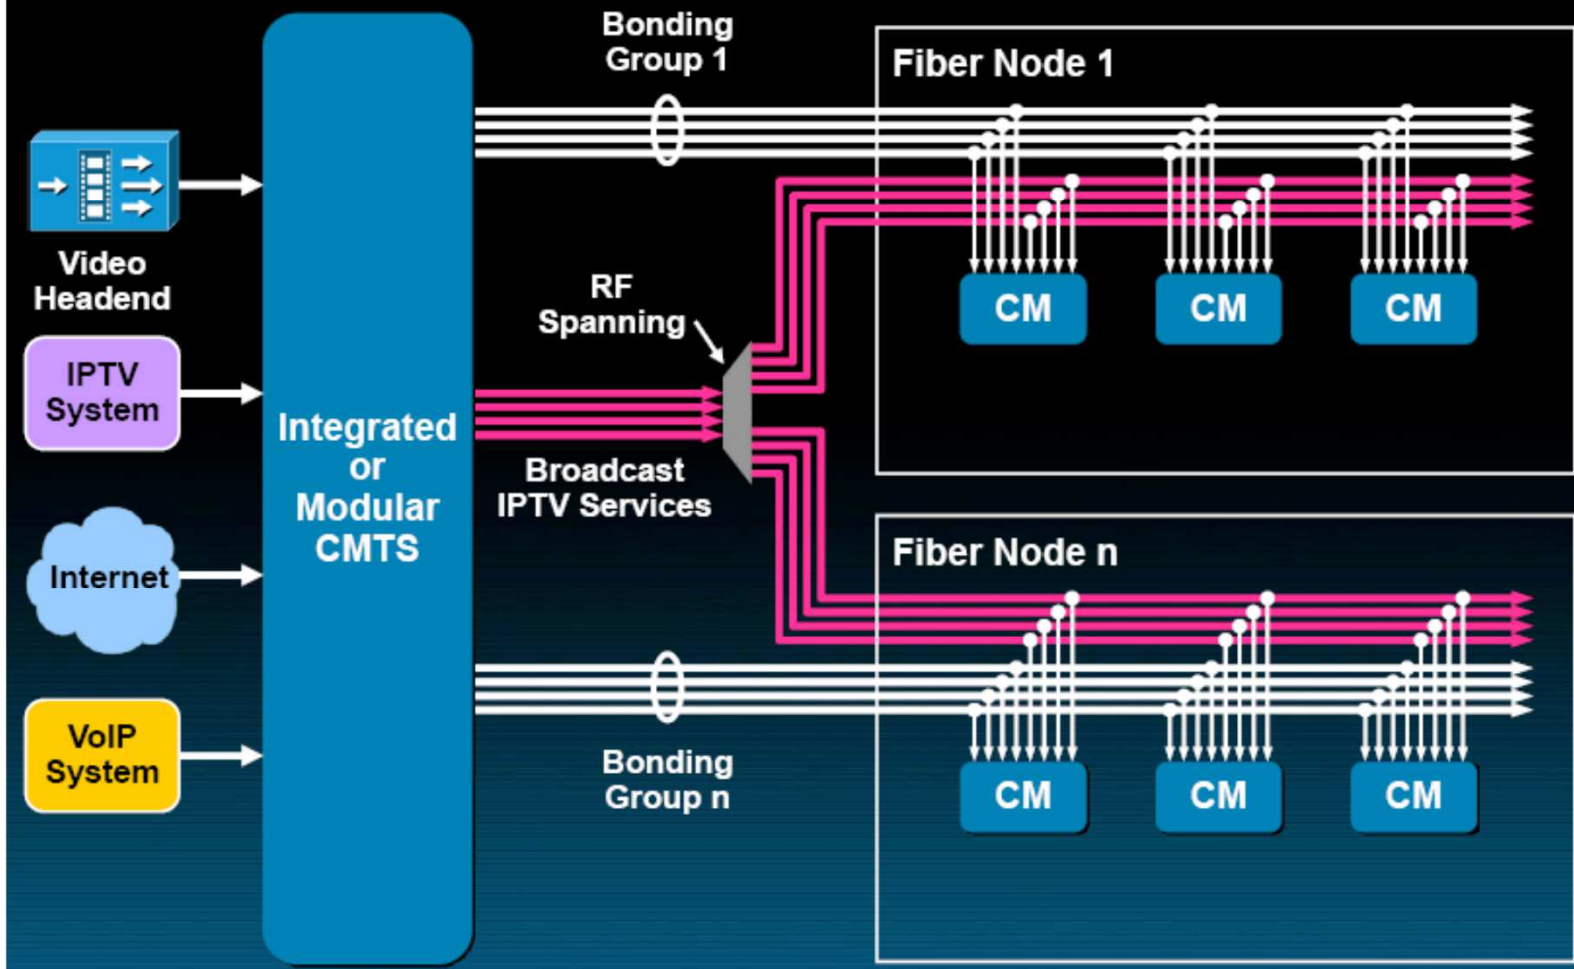 Bonding
Group 1
Fiber Node 1
Video
Headend
RF
Spanning
CM
CM
CM
IPTV
System
Integrated
or
Modular
CMTS
Broadcast
IPTV Services
Fiber Node n
Internet
VoIP
System
Bonding
Group n
CM
CM
CM